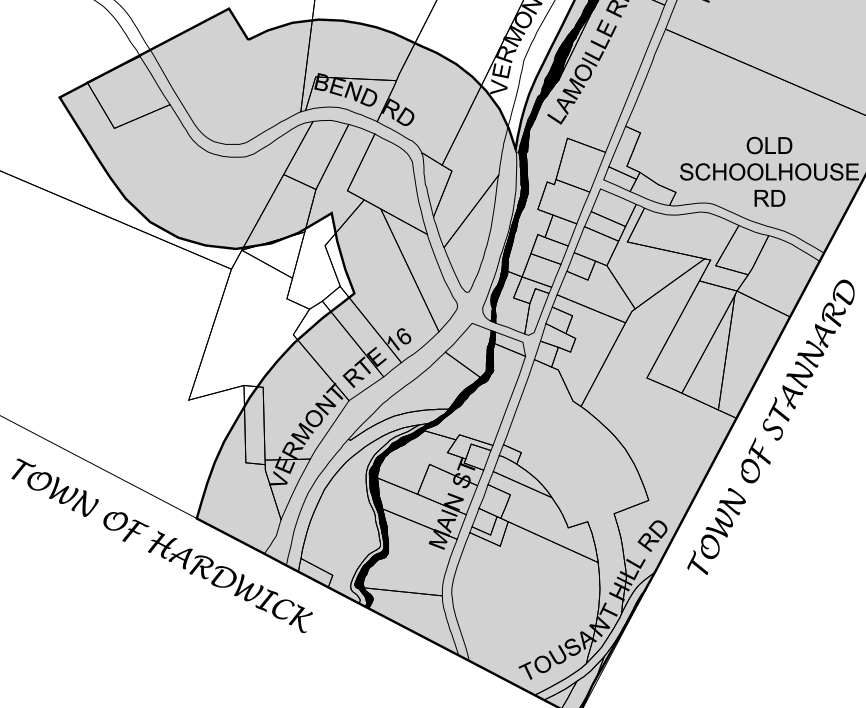 VERMON
LAMOILLE R
BEND RD
OLD
SCHOOLHOUSE
RD
VERMONT RTE 16
TOWN OF STANNARD
TOWN OF HARDWICK
MAIN ST
TOUSANT HILL RD